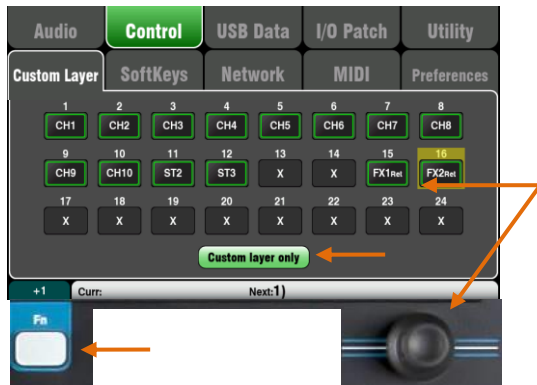 Audio Control USB Data I/O Patch Utility
Custom Layer SoftKeys Network MIDI Preferences
1 2 3 4 5 6 7 8
CH1 CH2 CH3 CH4 CH5 CH6 CH7 CH8
9 10 11 12 13 14 15 16
CH9 CH10 ST2 ST3 X X FX1Ret FX2Ret
17 18 19 20 21 22 23 24
X X X X X X X X
Custom layer only
+1 Curr: Next:1)
Fn